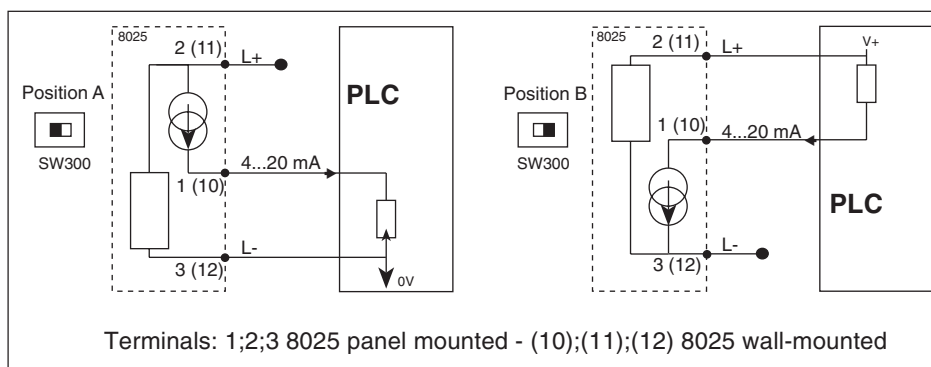 8025
2 (11)
L+
Position A
SW300
PLC
4...20 mA
1 (10)
L-
3 (12)
0V
8025
2 (11)
L+
V+
Position B
SW300
1 (10)
4...20 mA
PLC
L-
3 (12)
Terminals: 1;2;3 8025 panel mounted - (10);(11);(12) 8025 wall-mounted